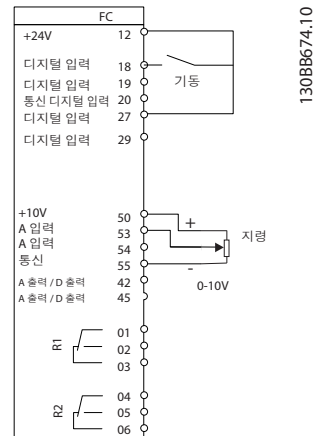 FC
+24V 12
디지털 입력 18
디지털 입력 19
통신 디지털 입력 20
디지털 입력 27
디지털 입력 29
기동
+10V 50
A 입력 53
A 입력 54
통신 55
A 출력 / D 출력 42
A 출력 / D 출력 45
+
-
지령
0-10V
R1
01
02
03
R2
04
05
06
130BB674.10